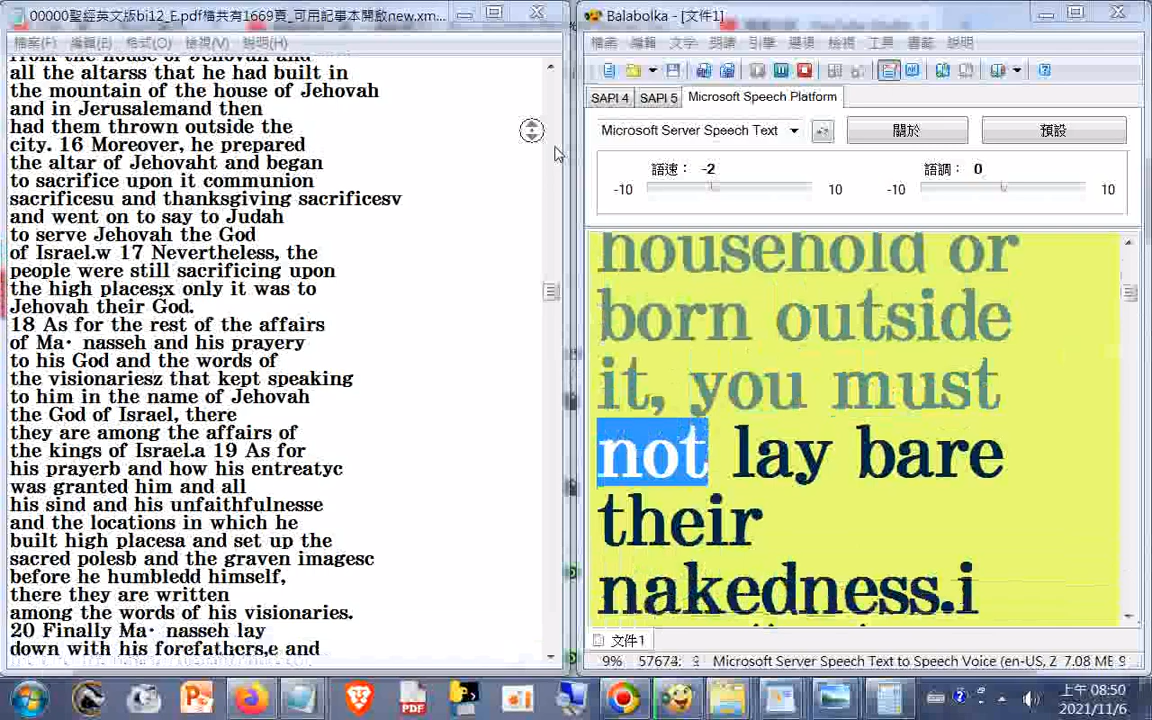 00000聖經英文版bi12_E.pdf檔共有1669頁_可用記事本開啟new.xm...
檔案(F) 編輯(E) 格式(O) 檢視(V) 說明(H)
from the house of Jehovah and
all the altarss that he had built in
the mountain of the house of Jehovah
and in Jerusalemand then
had them thrown outside the
city. 16 Moreover, he prepared
the altar of Jehovaht and began
to sacrifice upon it communion
sacrificesu and thanksgiving sacrificesv
and went on to say to Judah
to serve Jehovah the God
of Israel.w 17 Nevertheless, the
people were still sacrificing upon
the high places;x only it was to
Jehovah their God.
18 As for the rest of the affairs
of Ma· nasseh and his prayery
to his God and the words of
the visionariesz that kept speaking
to him in the name of Jehovah
the God of Israel, there
they are among the affairs of
the kings of Israel.a 19 As for
his prayerb and how his entreatyc
was granted him and all
his sind and his unfaithfulnesse
and the locations in which he
built high placesa and set up the
sacred polesb and the graven imagesc
before he humbledd himself,
there they are written
among the words of his visionaries.
20 Finally Ma· nasseh lay
down with his forefathers,e and
Balabolka - [文件1]
檔案 編輯 文字 朗讀 引擎 選項 檢視 工具 書籤 說明
SAPI 4 SAPI 5 Microsoft Speech Platform
Microsoft Server Speech Text 關於 預設
語速： -2 語調： 0
-10 10 -10 10
household or
born outside
it, you must
not lay bare
their
nakedness.i
文件1
9% Microsoft Server Speech Text to Speech Voice (en-US, Z 7.08 MB
上午 08:50
2021/11/6